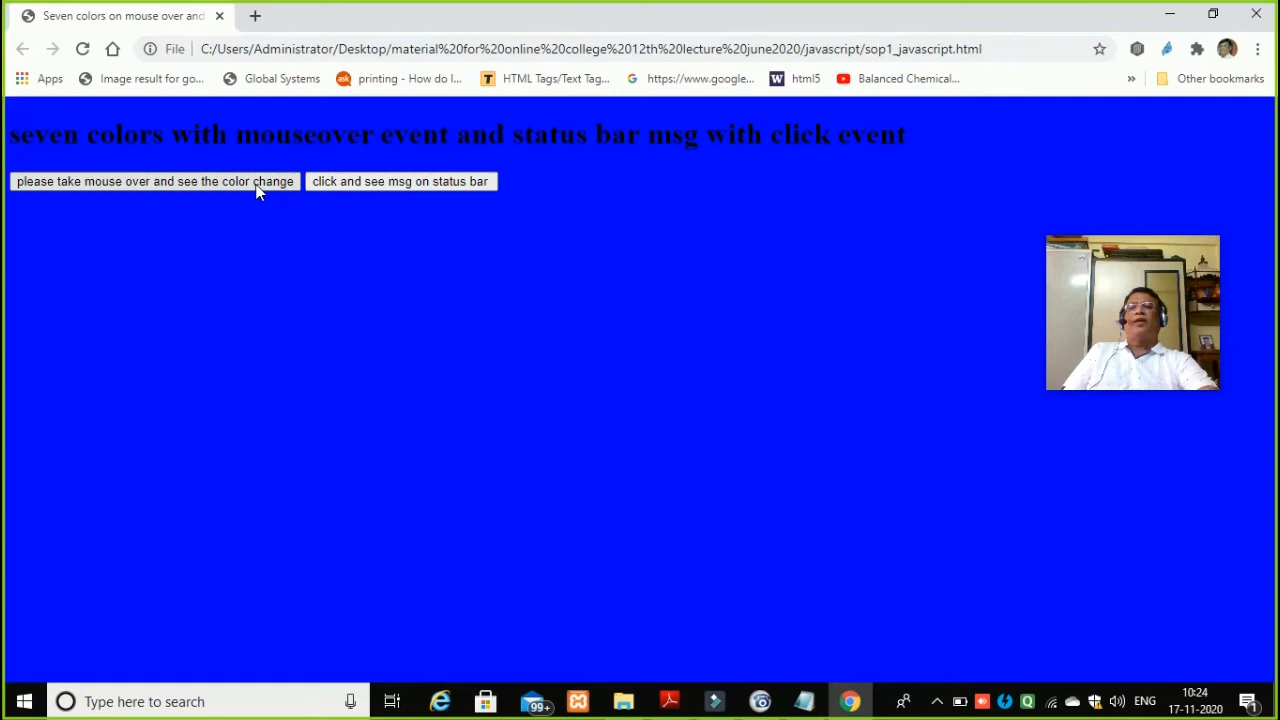 Seven colors on mouse over and
File C:/Users/Administrator/Desktop/material%20for%20online%20college%2012th%20lecture%20june2020/javascript/sop1_javascript.html
Apps Image result for go... Global Systems ask printing - How do I... T HTML Tags/Text Tag... G https://www.google... W html5 Balanced Chemical... » Other bookmarks
seven colors with mouseover event and status bar msg with click event
please take mouse over and see the color change click and see msg on status bar
Type here to search 99+ ENG 10:24
17-11-2020 1